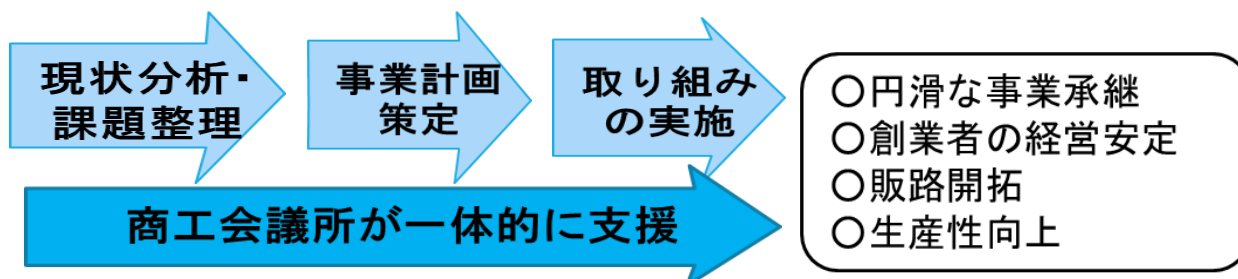 現状分析・
課題整理
事業計画
策定
取り組み
の実施
商工会議所が一体的に支援
○円滑な事業承継
○創業者の経営安定
○販路開拓
○生産性向上